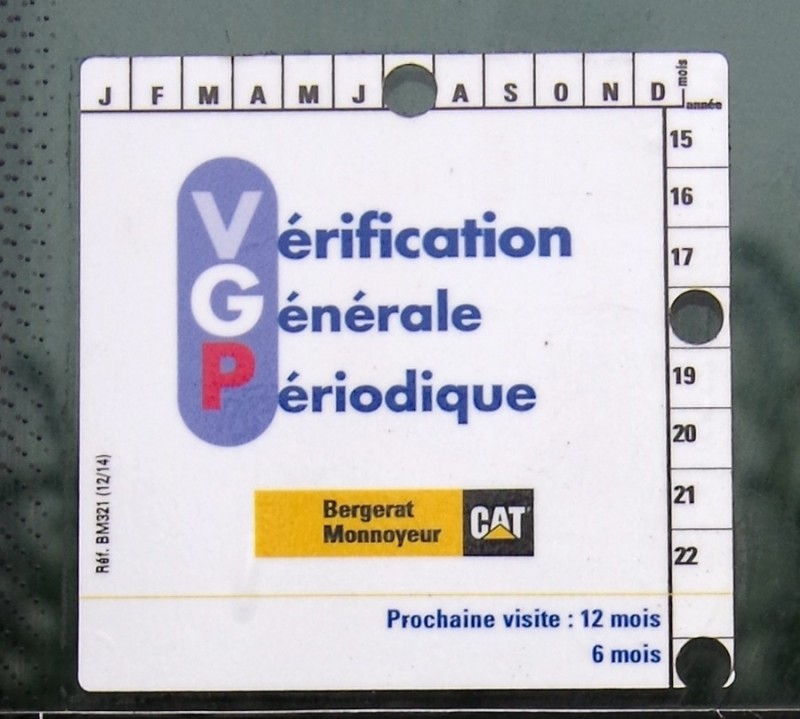 J F M A M J A S O N D mois
année
15
16
17
19
20
21
22
Vérification
Générale
Périodique
Réf. BM321 (12/14)
Bergerat
Monnoyeur
CAT
Prochaine visite : 12 mois
6 mois